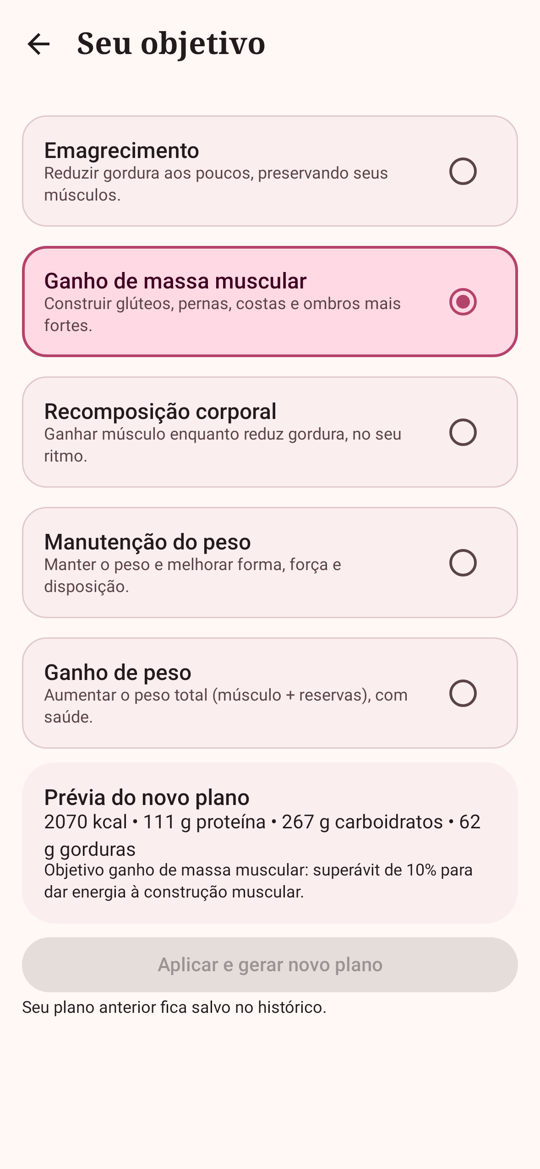 Seu objetivo
Emagrecimento
Reduzir gordura aos poucos, preservando seus
músculos.
Ganho de massa muscular
Construir glúteos, pernas, costas e ombros mais
fortes.
Recomposição corporal
Ganhar músculo enquanto reduz gordura, no seu
ritmo.
Manutenção do peso
Manter o peso e melhorar forma, força e
disposição.
Ganho de peso
Aumentar o peso total (músculo + reservas), com
saúde.
Prévia do novo plano
2070 kcal • 111 g proteína • 267 g carboidratos • 62
g gorduras
Objetivo ganho de massa muscular: superávit de 10% para
dar energia à construção muscular.
Aplicar e gerar novo plano
Seu plano anterior fica salvo no histórico.